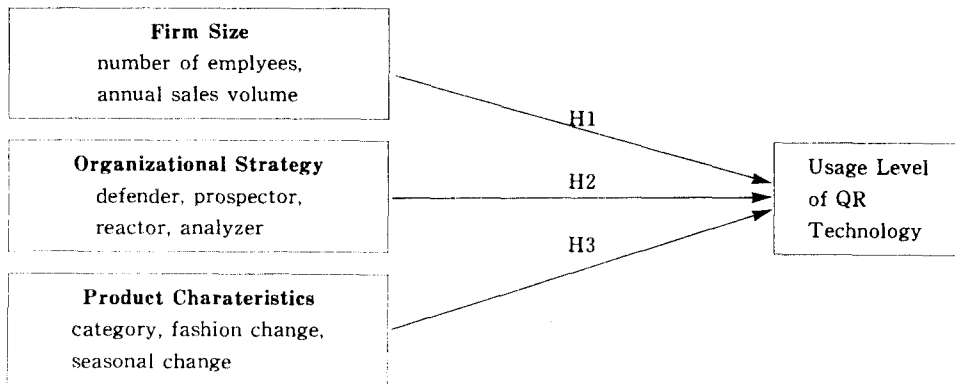 Firm Size
number of emplyees,
annual sales volume
H1
Organizational Strategy
defender, prospector,
reactor, analyzer
H2
Usage Level
of QR
Technology
H3
Product Charateristics
category, fashion change,
seasonal change